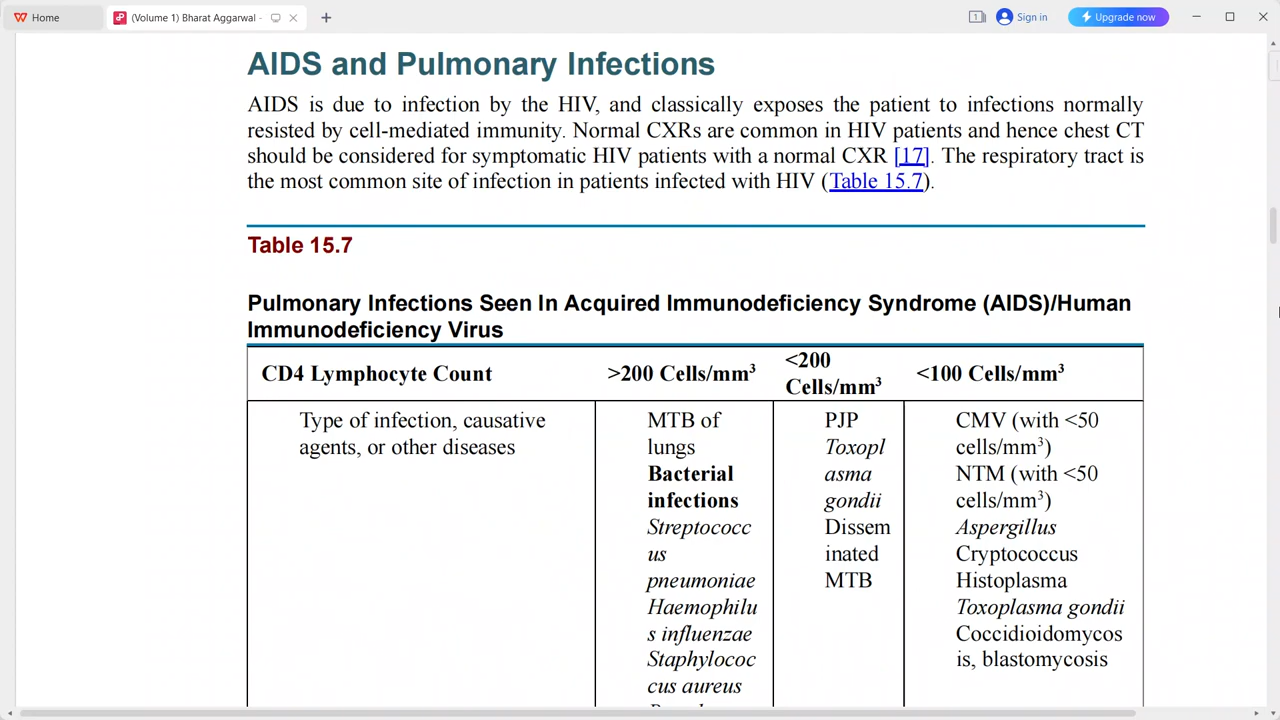 Home
(Volume 1) Bharat Aggarwal -
1
Sign in
Upgrade now
AIDS and Pulmonary Infections
AIDS is due to infection by the HIV, and classically exposes the patient to infections normally
resisted by cell-mediated immunity. Normal CXRs are common in HIV patients and hence chest CT
should be considered for symptomatic HIV patients with a normal CXR [17]. The respiratory tract is
the most common site of infection in patients infected with HIV (Table 15.7).
Table 15.7
Pulmonary Infections Seen In Acquired Immunodeficiency Syndrome (AIDS)/Human
Immunodeficiency Virus
CD4 Lymphocyte Count
>200 Cells/mm³
<200
Cells/mm³
<100 Cells/mm³
Type of infection, causative
agents, or other diseases
MTB of
lungs
Bacterial
infections
Streptococc
us
pneumoniae
Haemophilu
s influenzae
Staphylococ
cus aureus
PJP
Toxopl
asma
gondii
Dissem
inated
MTB
CMV (with <50
cells/mm³)
NTM (with <50
cells/mm³)
Aspergillus
Cryptococcus
Histoplasma
Toxoplasma gondii
Coccidioidomycos
is, blastomycosis